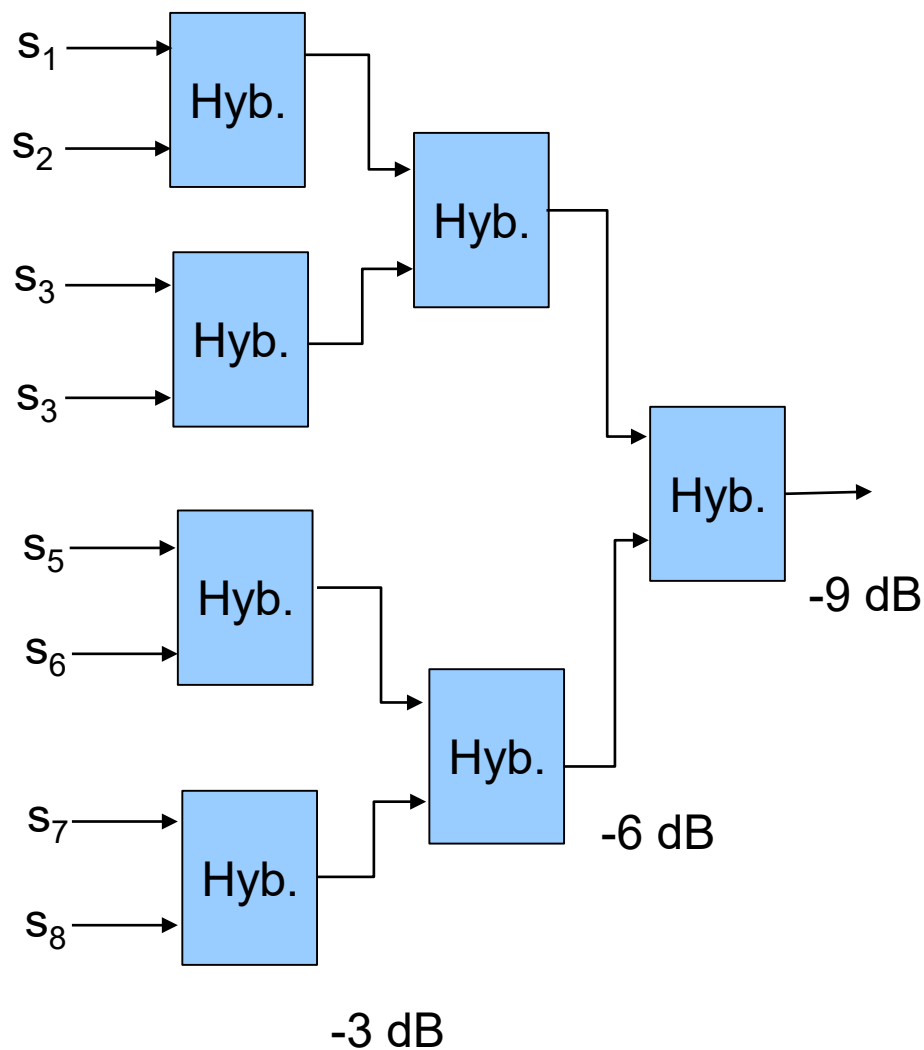 s₁
Hyb.
s₂
Hyb.
s₃
Hyb.
s₃
Hyb.
s₅
Hyb.
s₆
-9 dB
Hyb.
s₇
-6 dB
Hyb.
s₈
-3 dB